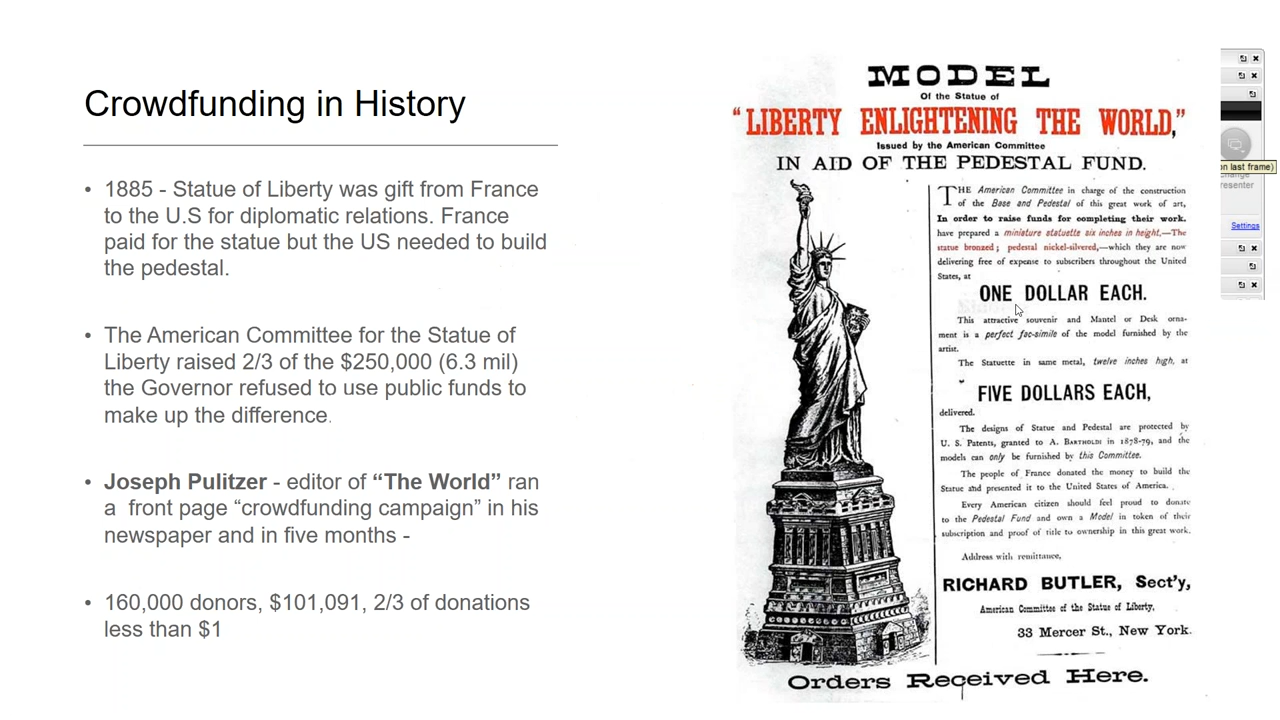 Crowdfunding in History
• 1885 - Statue of Liberty was gift from France
to the U.S for diplomatic relations. France
paid for the statue but the US needed to build
the pedestal.
• The American Committee for the Statue of
Liberty raised 2/3 of the $250,000 (6.3 mil)
the Governor refused to use public funds to
make up the difference.
• Joseph Pulitzer - editor of “The World” ran
a front page “crowdfunding campaign” in his
newspaper and in five months -
• 160,000 donors, $101,091, 2/3 of donations
less than $1
MODEL
Of the Statue of
“LIBERTY ENLIGHTENING THE WORLD,”
Issued by the American Committee
IN AID OF THE PEDESTAL FUND.
THE American Committee in charge of the construction
of the Base and Pedestal of this great work of art,
In order to raise funds for completing their work.
have prepared a miniature statuette six inches in height,—The
statue bronzed; pedestal nickel-silvered,—which they are now
delivering free of expense to subscribers throughout the United
States, at
ONE DOLLAR EACH.
This attractive souvenir and Mantel or Desk orna-
ment is a perfect fac-simile of the model furnished by the
artist.
The Statuette in same metal, twelve inches high, at
FIVE DOLLARS EACH,
delivered.
The designs of Statue and Pedestal are protected by
U. S. Patents, granted to A. BARTHOLDI in 1878-79, and the
models can only be furnished by this Committee.
The people of France donated the money to build the
Statue and presented it to the United States of America.
Every American citizen should feel proud to donate
to the Pedestal Fund and own a Model in token of their
subscription and proof of title to ownership in this great work.
Address with remittance,
RICHARD BUTLER, Sect'y,
American Committee of the Statue of Liberty,
33 Mercer St., New York.
Orders Received Here.
on last frame)
resenter
Settings